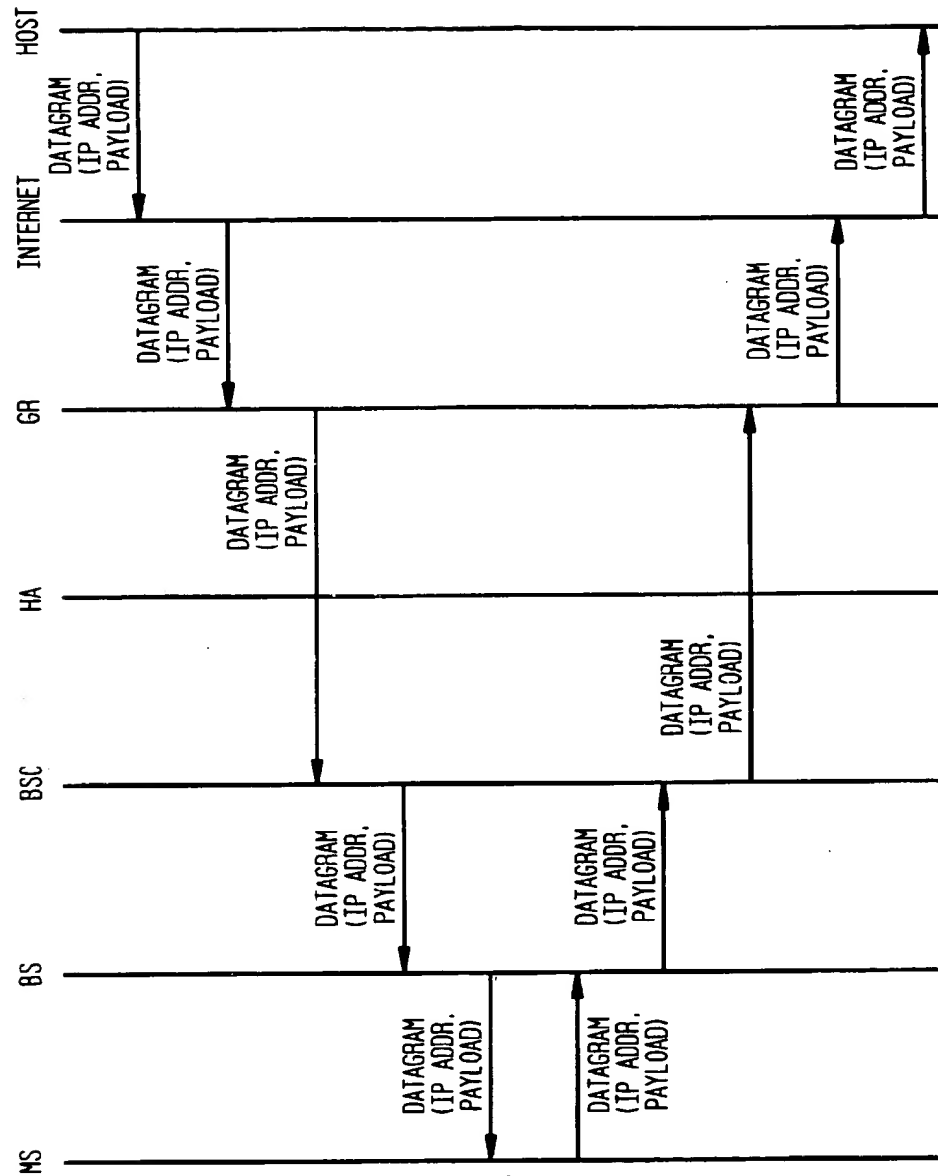 MS
BS
BSC
HA
GR
INTERNET
HOST
DATAGRAM
(IP ADDR,
PAYLOAD)
DATAGRAM
(IP ADDR,
PAYLOAD)
DATAGRAM
(IP ADDR,
PAYLOAD)
DATAGRAM
(IP ADDR,
PAYLOAD)
DATAGRAM
(IP ADDR,
PAYLOAD)
DATAGRAM
(IP ADDR,
PAYLOAD)
DATAGRAM
(IP ADDR,
PAYLOAD)
DATAGRAM
(IP ADDR,
PAYLOAD)
DATAGRAM
(IP ADDR,
PAYLOAD)
DATAGRAM
(IP ADDR,
PAYLOAD)